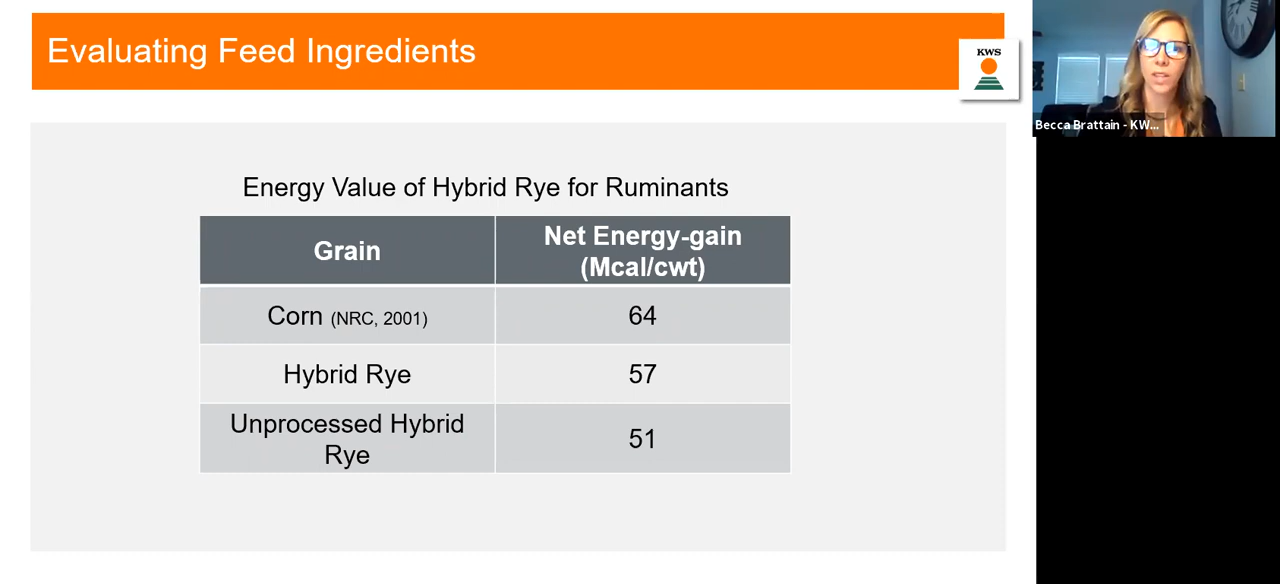 Evaluating Feed Ingredients
KWS
Becca Brattain - KW...
Energy Value of Hybrid Rye for Ruminants
Grain
Net Energy-gain
(Mcal/cwt)
Corn (NRC, 2001)
64
Hybrid Rye
57
Unprocessed Hybrid
Rye
51